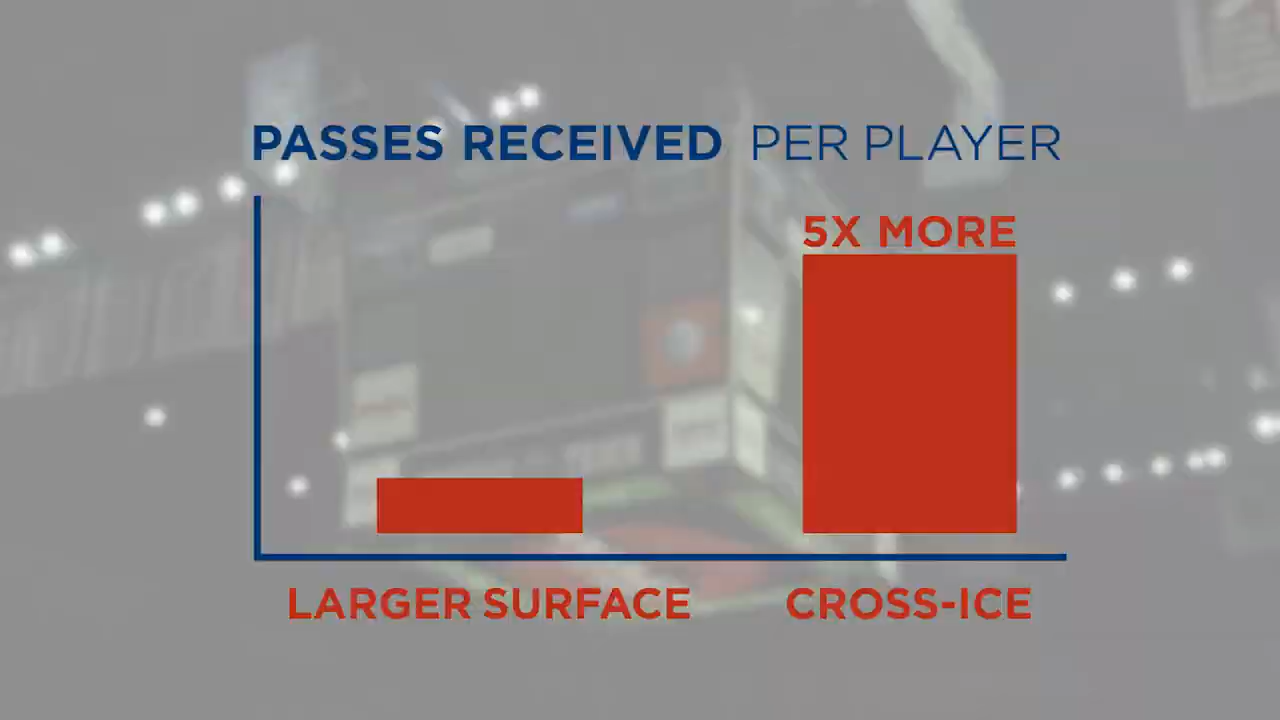 PASSES RECEIVED PER PLAYER
5X MORE
LARGER SURFACE
CROSS-ICE